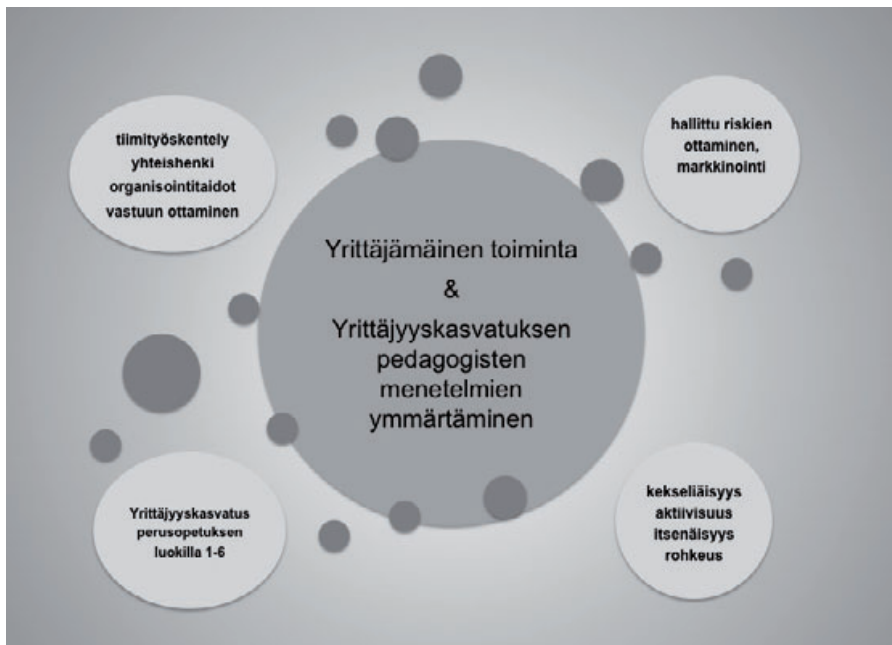 tiimityöskentely
yhteishenki
organisointitaidot
vastuun ottaminen
hallittu riskien
ottaminen,
markkinointi
Yrittäjämäinen toiminta
&
Yrittäjyyskasvatuksen
pedagogisten
menetelmien
ymmärtäminen
Yrittäjyyskasvatus
perusopetuksen
luokilla 1-6
kekseliäisyys
aktiivisuus
itsenäisyys
rohkeus